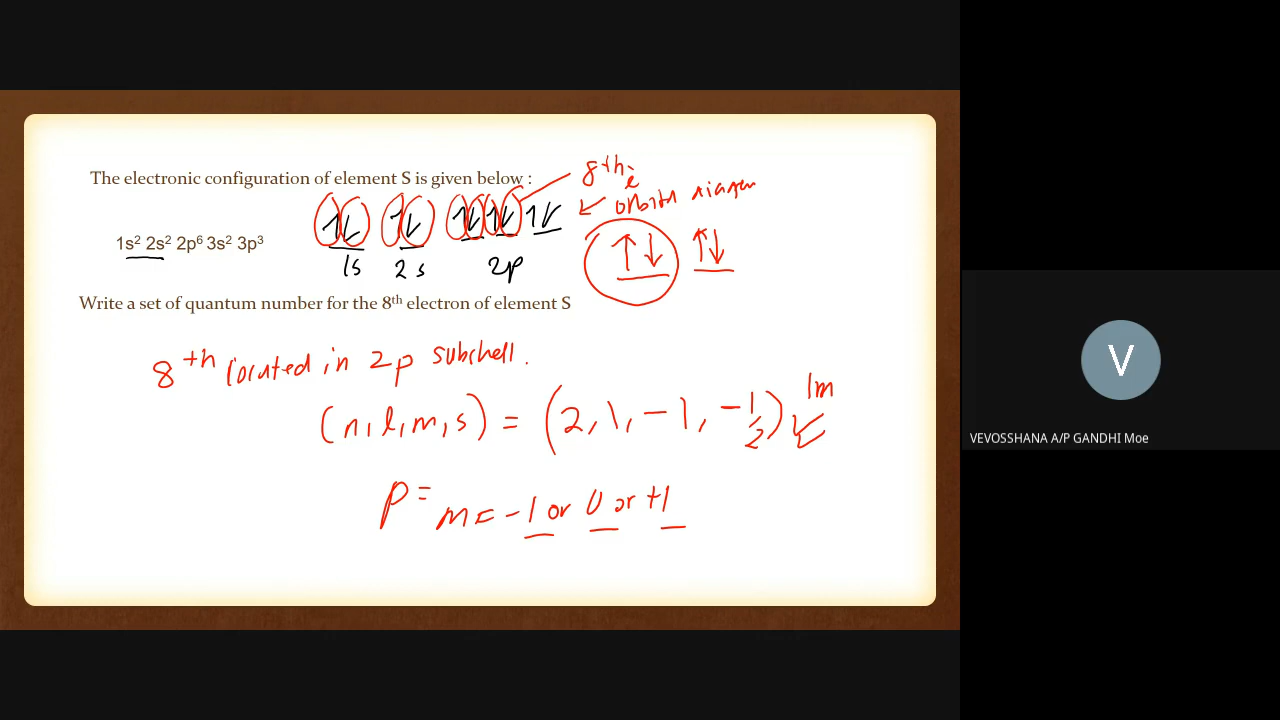 The electronic configuration of element S is given below :
8th e-
orbital diagram
1s² 2s² 2p⁶ 3s² 3p³
1s 2s 2p
Write a set of quantum number for the 8th electron of element S
8th located in 2p subshell.
(n, l, m, s) = (2, 1, -1, -1/2) 1m
p = m = -1 or 0 or +1
V
VEVOSSHANA A/P GANDHI Moe